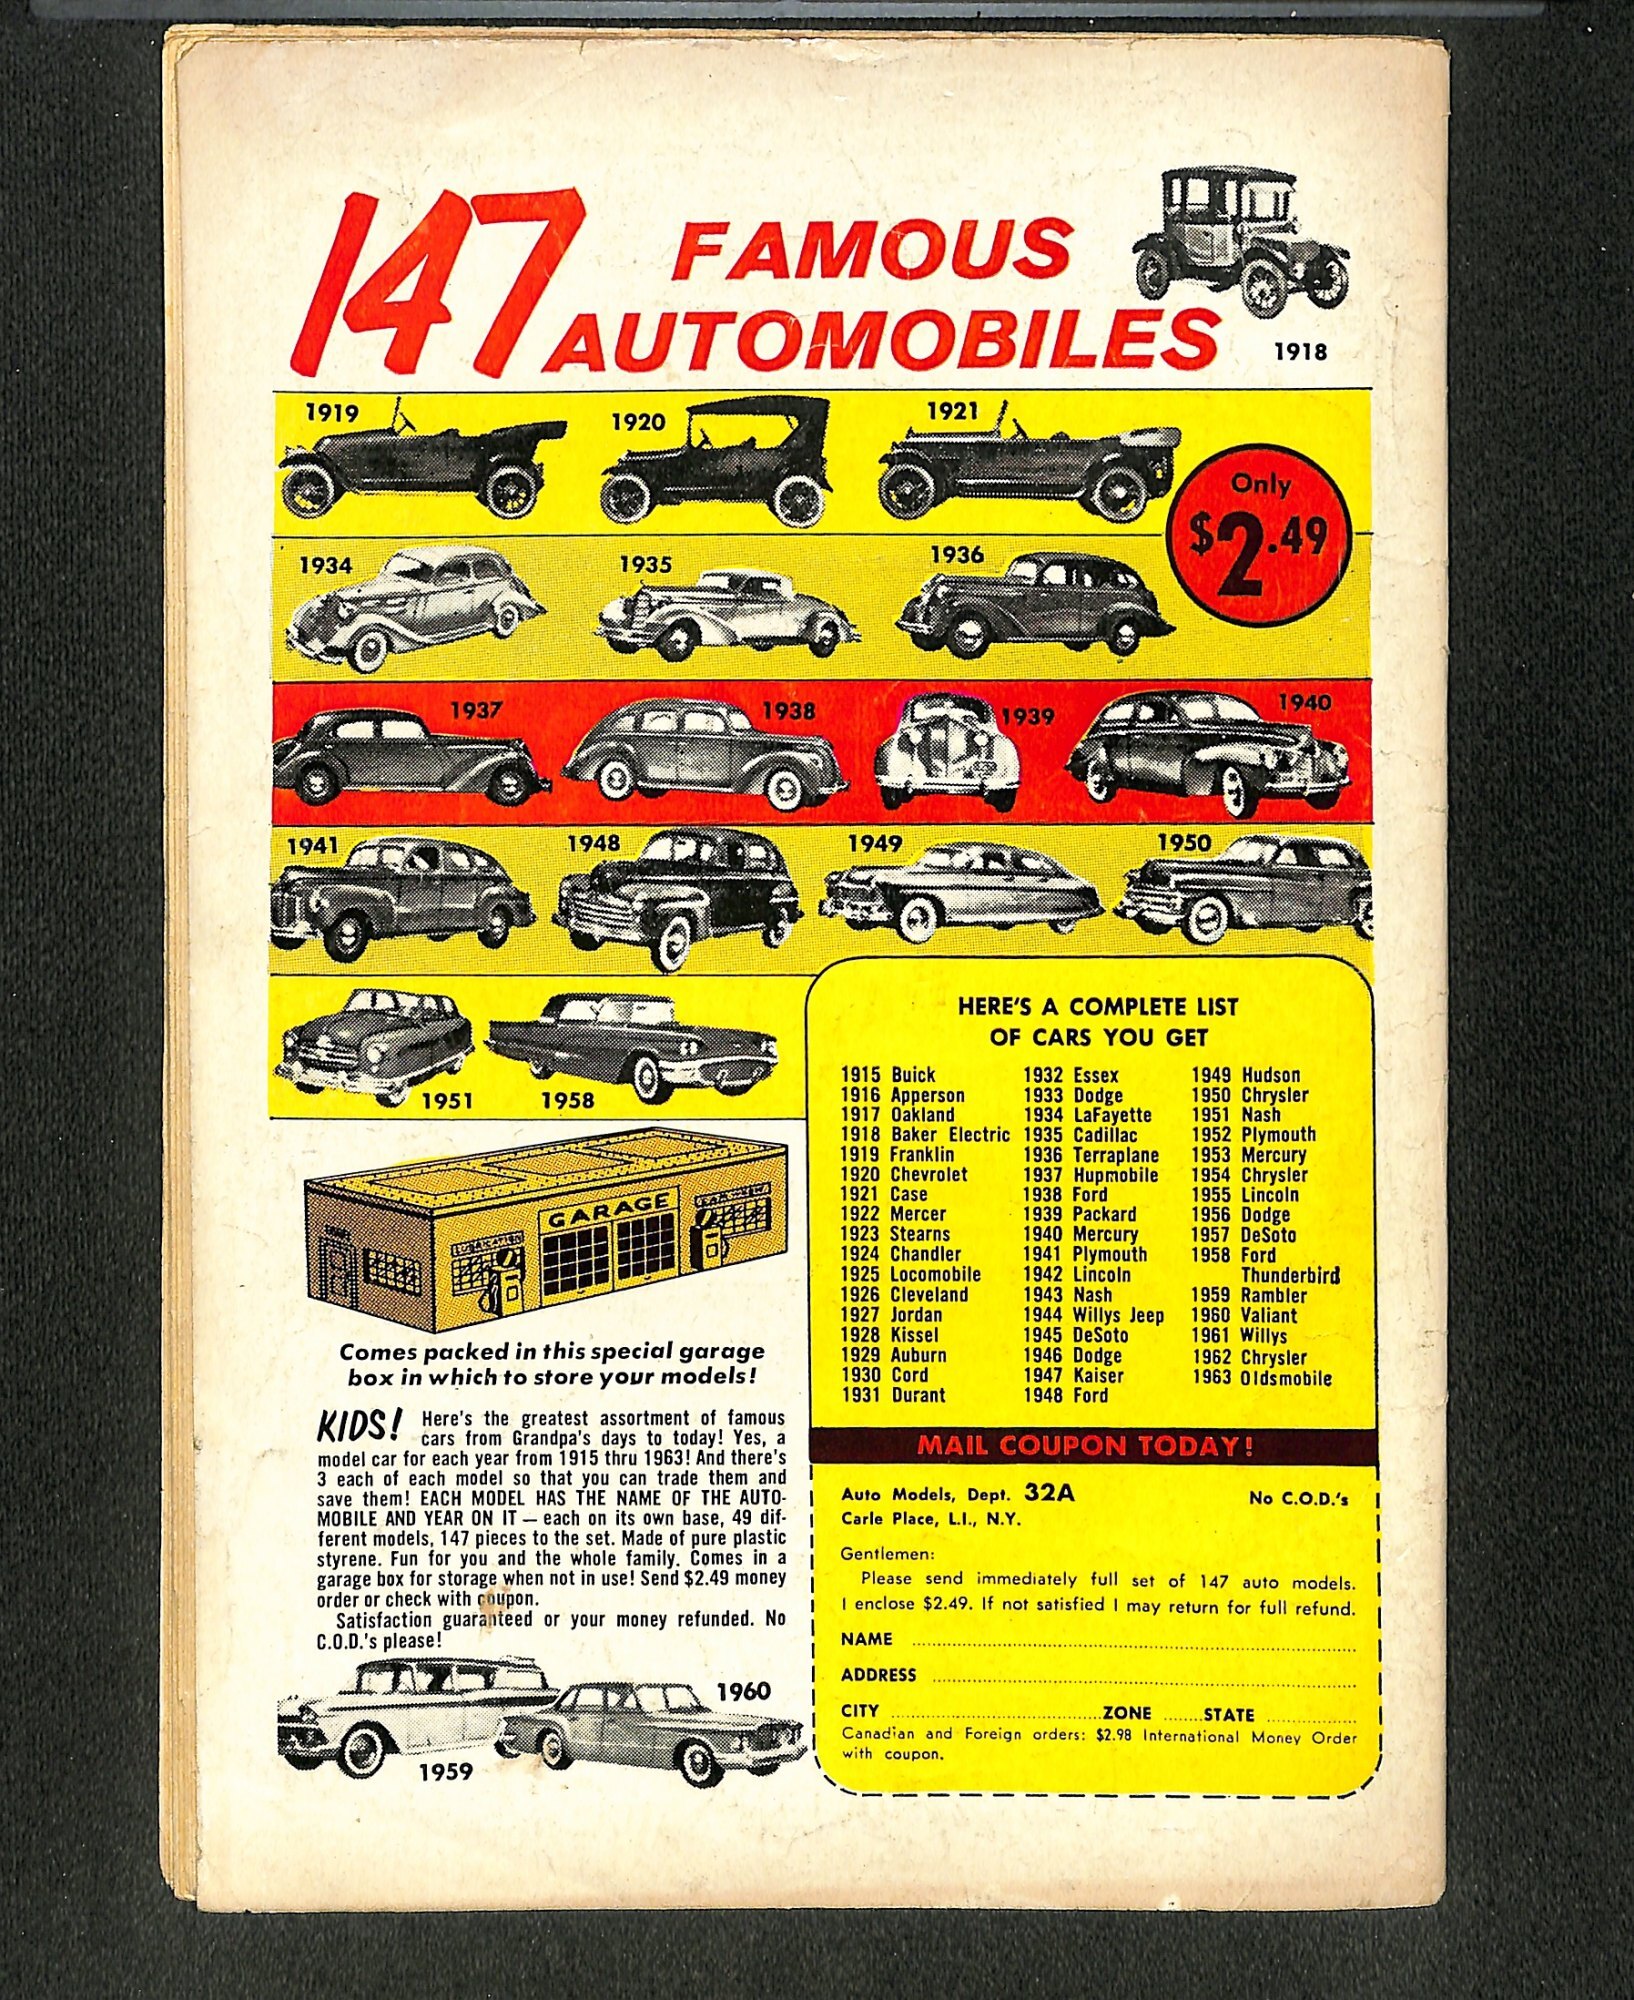 147 FAMOUS
AUTOMOBILES
1918
1919
1920
1921
Only
$2.49
1934
1935
1936
1937
1938
1939
1940
1941
1948
1949
1950
1951
1958
GARAGE
LUBRICATION
CAR WASH
Comes packed in this special garage
box in which to store your models!
KIDS! Here's the greatest assortment of famous
cars from Grandpa's days to today! Yes, a
model car for each year from 1915 thru 1963! And there's
3 each of each model so that you can trade them and
save them! EACH MODEL HAS THE NAME OF THE AUTO-
MOBILE AND YEAR ON IT — each on its own base, 49 dif-
ferent models, 147 pieces to the set. Made of pure plastic
styrene. Fun for you and the whole family. Comes in a
garage box for storage when not in use! Send $2.49 money
order or check with coupon.
Satisfaction guaranteed or your money refunded. No
C.O.D.'s please!
1959
1960
HERE'S A COMPLETE LIST
OF CARS YOU GET
1915 Buick
1916 Apperson
1917 Oakland
1918 Baker Electric
1919 Franklin
1920 Chevrolet
1921 Case
1922 Mercer
1923 Stearns
1924 Chandler
1925 Locomobile
1926 Cleveland
1927 Jordan
1928 Kissel
1929 Auburn
1930 Cord
1931 Durant
1932 Essex
1933 Dodge
1934 LaFayette
1935 Cadillac
1936 Terraplane
1937 Hupmobile
1938 Ford
1939 Packard
1940 Mercury
1941 Plymouth
1942 Lincoln
1943 Nash
1944 Willys Jeep
1945 DeSoto
1946 Dodge
1947 Kaiser
1948 Ford
1949 Hudson
1950 Chrysler
1951 Nash
1952 Plymouth
1953 Mercury
1954 Chrysler
1955 Lincoln
1956 Dodge
1957 DeSoto
1958 Ford
Thunderbird
1959 Rambler
1960 Valiant
1961 Willys
1962 Chrysler
1963 Oldsmobile
MAIL COUPON TODAY!
Auto Models, Dept. 32A No C.O.D.'s
Carle Place, L.I., N.Y.
Gentlemen:
Please send immediately full set of 147 auto models.
I enclose $2.49. If not satisfied I may return for full refund.
NAME
ADDRESS
CITY ZONE STATE
Canadian and Foreign orders: $2.98 International Money Order
with coupon.